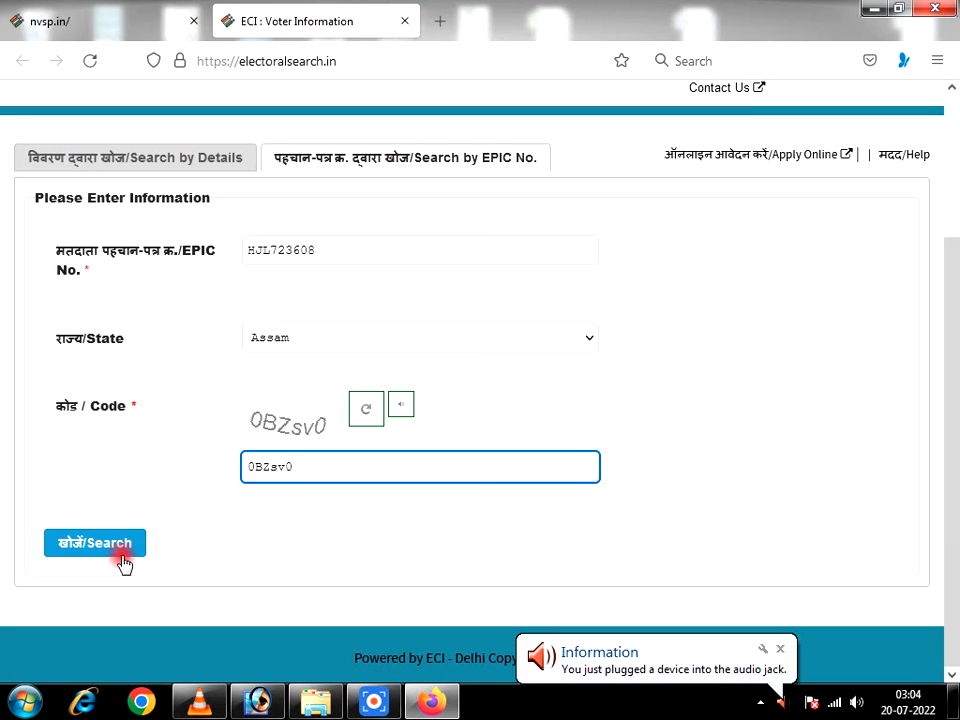 nvsp.in/
ECI : Voter Information
https://electoralsearch.in
Search
Contact Us
विवरण द्वारा खोज/Search by Details
पहचान-पत्र क्र. द्वारा खोज/Search by EPIC No.
ऑनलाइन आवेदन करें/Apply Online | | मदद/Help
Please Enter Information
मतदाता पहचान-पत्र क्र./EPIC No. *
HJL723608
राज्य/State
Assam
कोड / Code *
0BZsv0
0BZsv0
खोजें/Search
Powered by ECI - Delhi Copy
Information
You just plugged a device into the audio jack.
03:04
20-07-2022